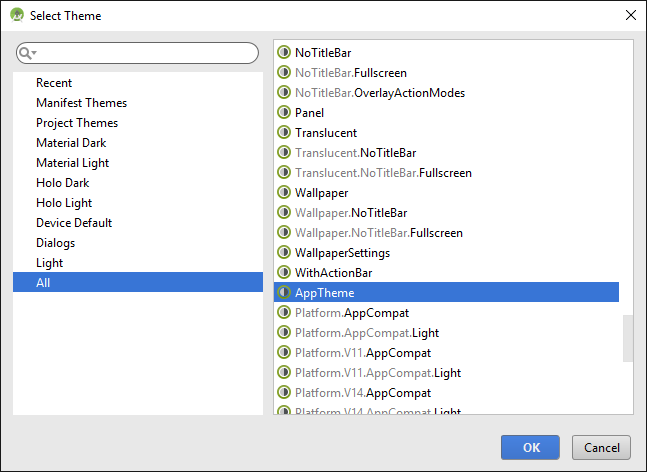 Select Theme
Recent
Manifest Themes
Project Themes
Material Dark
Material Light
Holo Dark
Holo Light
Device Default
Dialogs
Light
All
NoTitleBar
NoTitleBar.Fullscreen
NoTitleBar.OverlayActionModes
Panel
Translucent
Translucent.NoTitleBar
Translucent.NoTitleBar.Fullscreen
Wallpaper
Wallpaper.NoTitleBar
Wallpaper.NoTitleBar.Fullscreen
WallpaperSettings
WithActionBar
AppTheme
Platform.AppCompat
Platform.AppCompat.Light
Platform.V11.AppCompat
Platform.V11.AppCompat.Light
Platform.V14.AppCompat
Platform.V14.AppCompat.Light
OK
Cancel